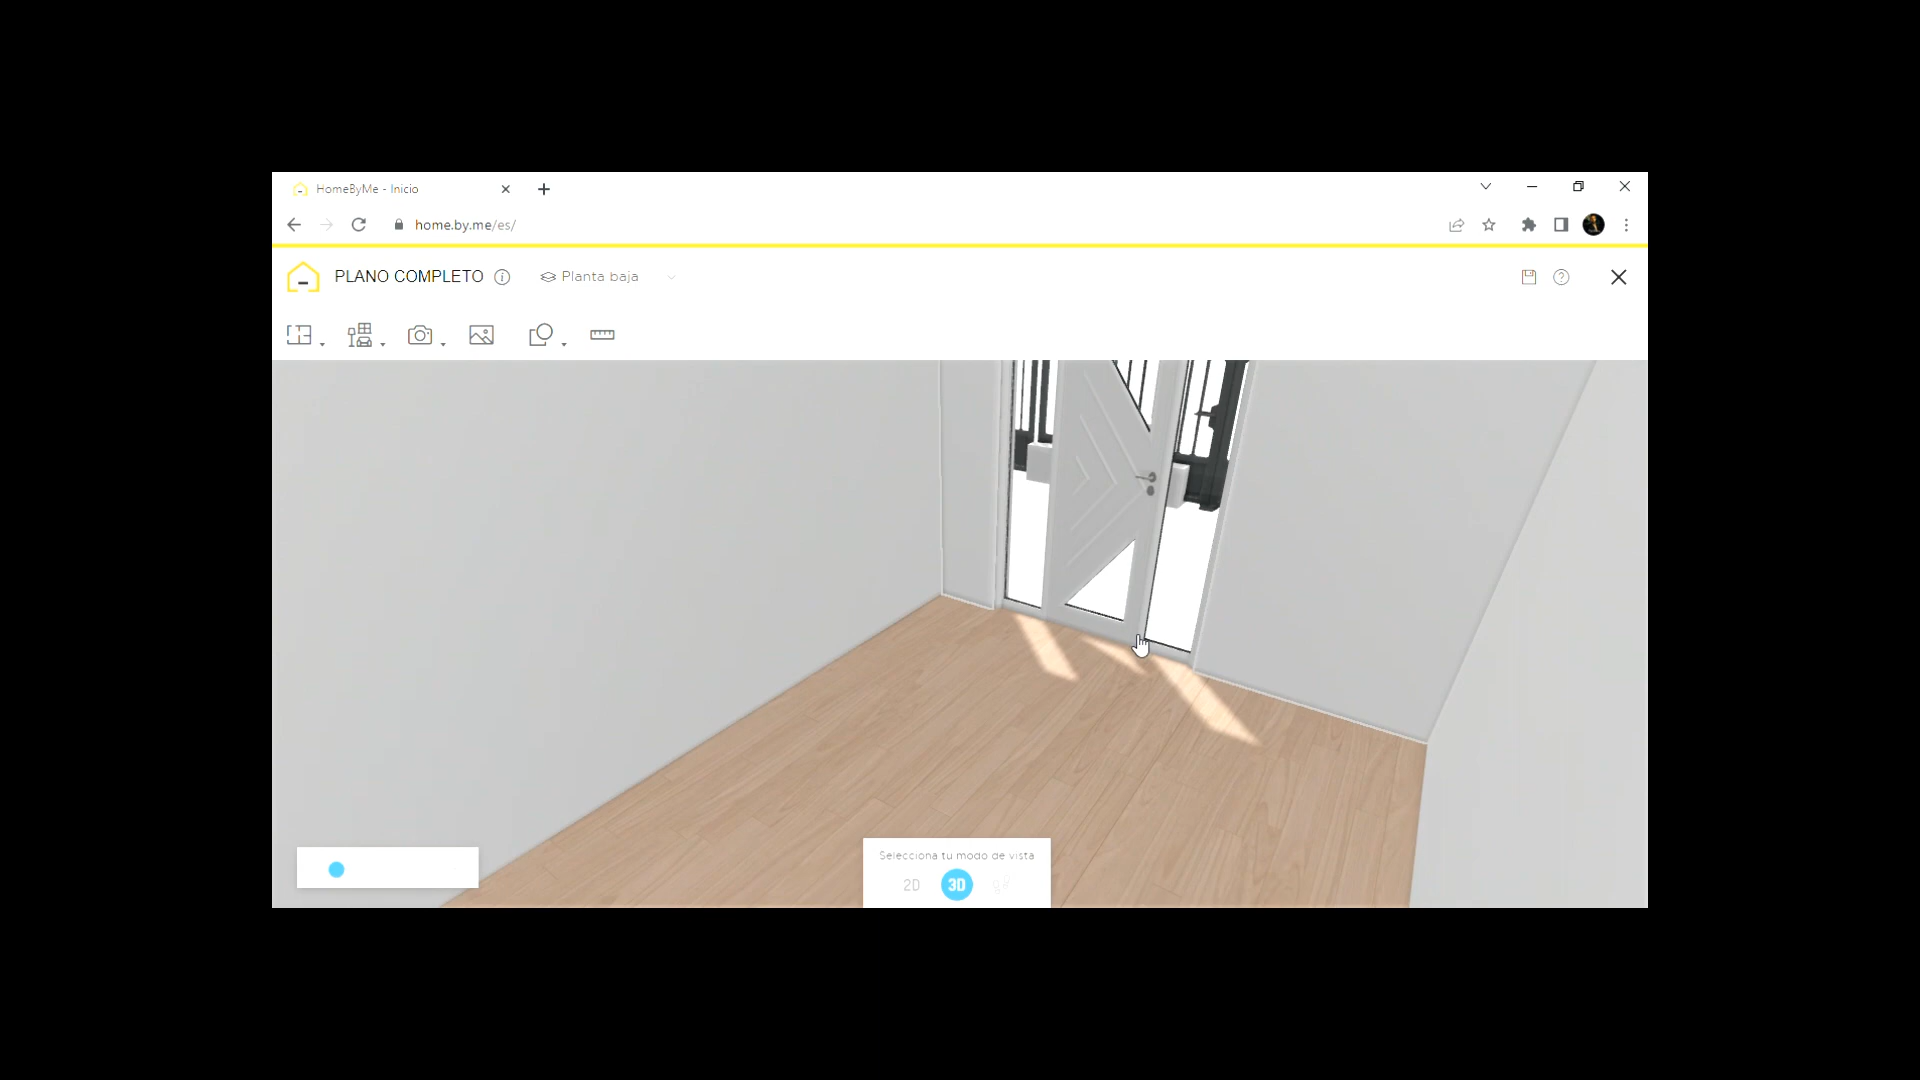 HomeByMe - Inicio
home.by.me/es/
PLANO COMPLETO
Planta baja
Selecciona tu modo de vista
2D 3D